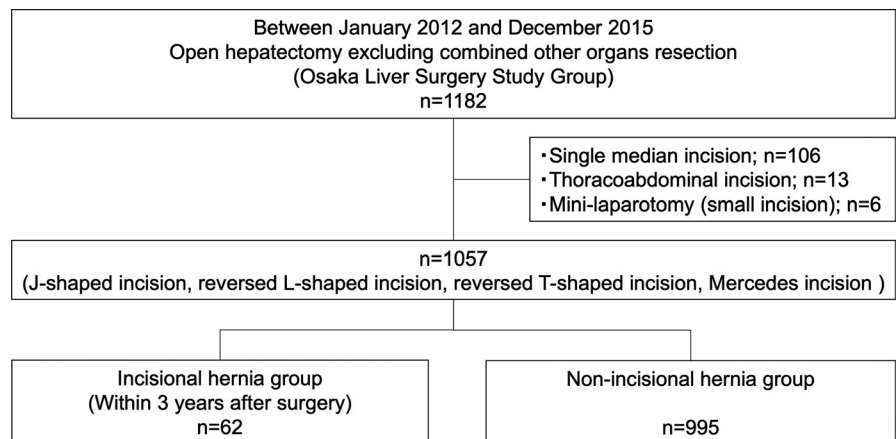 Between January 2012 and December 2015
Open hepatectomy excluding combined other organs resection
(Osaka Liver Surgery Study Group)
n=1182
・Single median incision; n=106
・Thoracoabdominal incision; n=13
・Mini-laparotomy (small incision); n=6
n=1057
(J-shaped incision, reversed L-shaped incision, reversed T-shaped incision, Mercedes incision )
Incisional hernia group
(Within 3 years after surgery)
n=62
Non-incisional hernia group
n=995